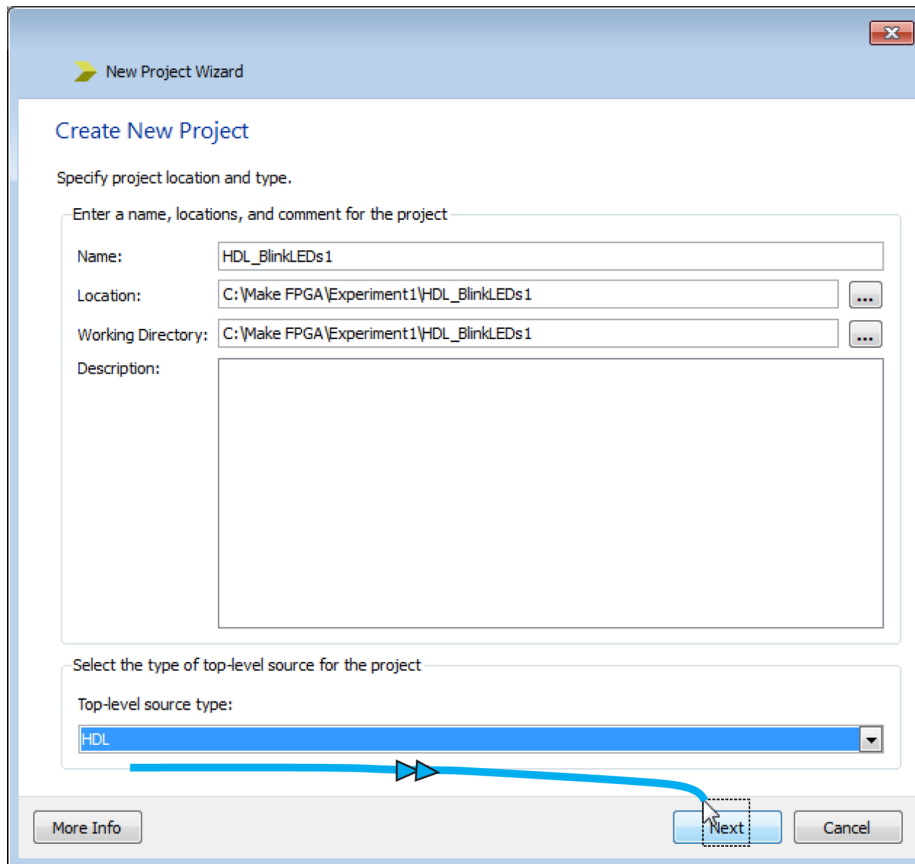 New Project Wizard
Create New Project
Specify project location and type.
Enter a name, locations, and comment for the project
Name: HDL_BlinkLEDs1
Location: C:\Make FPGA\Experiment1\HDL_BlinkLEDs1 ...
Working Directory: C:\Make FPGA\Experiment1\HDL_BlinkLEDs1 ...
Description:
Select the type of top-level source for the project
Top-level source type:
HDL
More Info Next Cancel